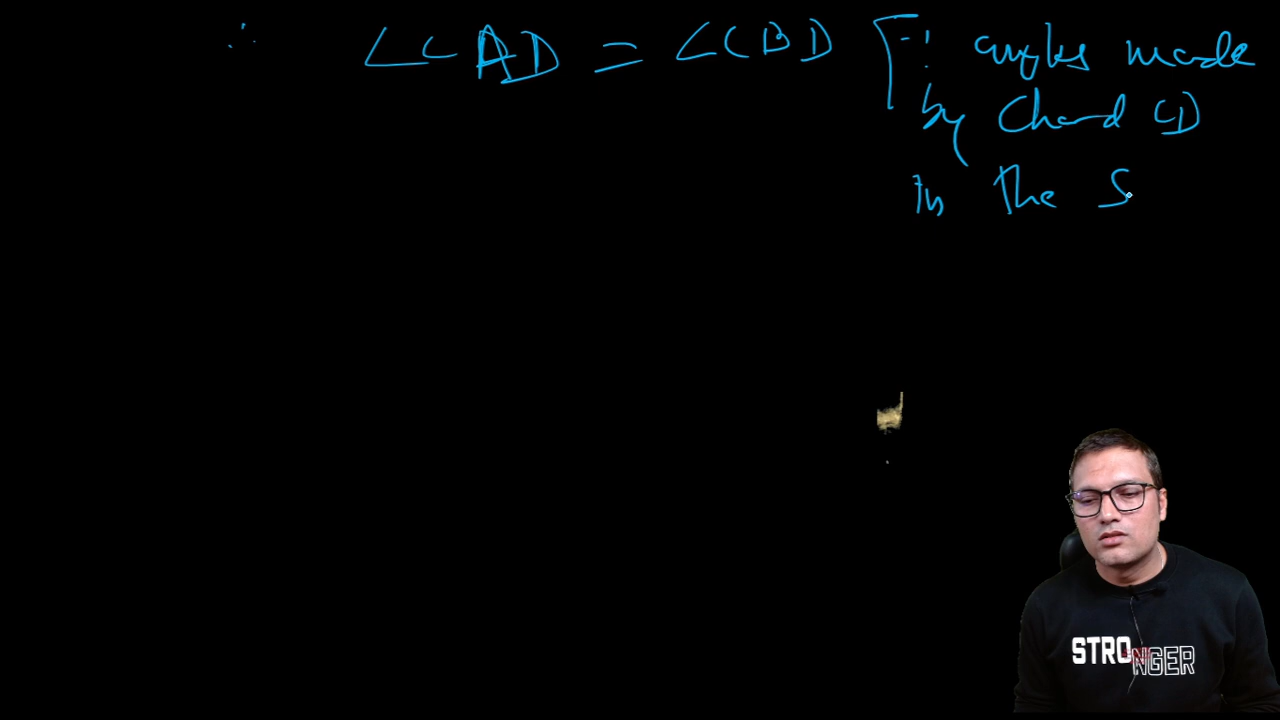 ∴ ∠CAD = ∠CBD [∵ angles made
by Chord CD
in the S
STRONGER